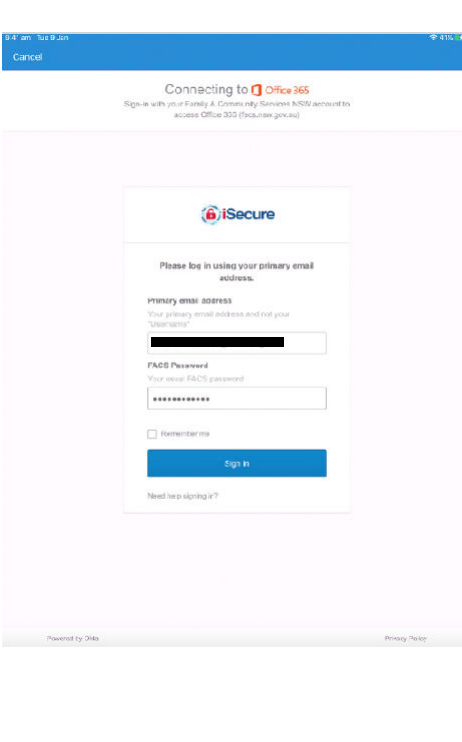 9:41 am Tue 9 Jan 41%
Cancel
Connecting to Office 365
Sign-in with your Family & Community Services NSW account to
access Office 365 (facs.nsw.gov.au)
iSecure
Please log in using your primary email
address.
Primary email address
Your primary email address and not your
"Username"
FACS Password
Your usual FACS password
Remember me
Sign In
Need help signing in?
Powered by Okta Privacy Policy